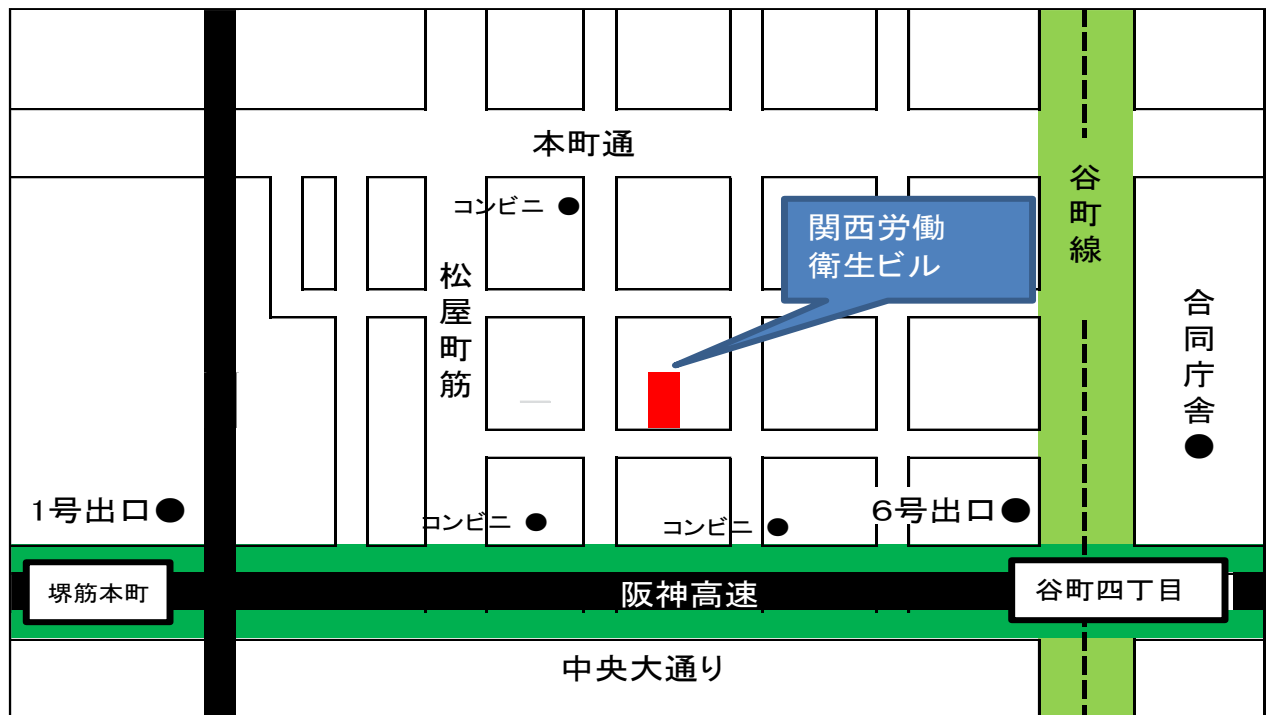 本町通
コンビニ
谷町線
関西労働
衛生ビル
松屋町筋
合同庁舎
1号出口
コンビニ
コンビニ
6号出口
堺筋本町
阪神高速
谷町四丁目
中央大通り